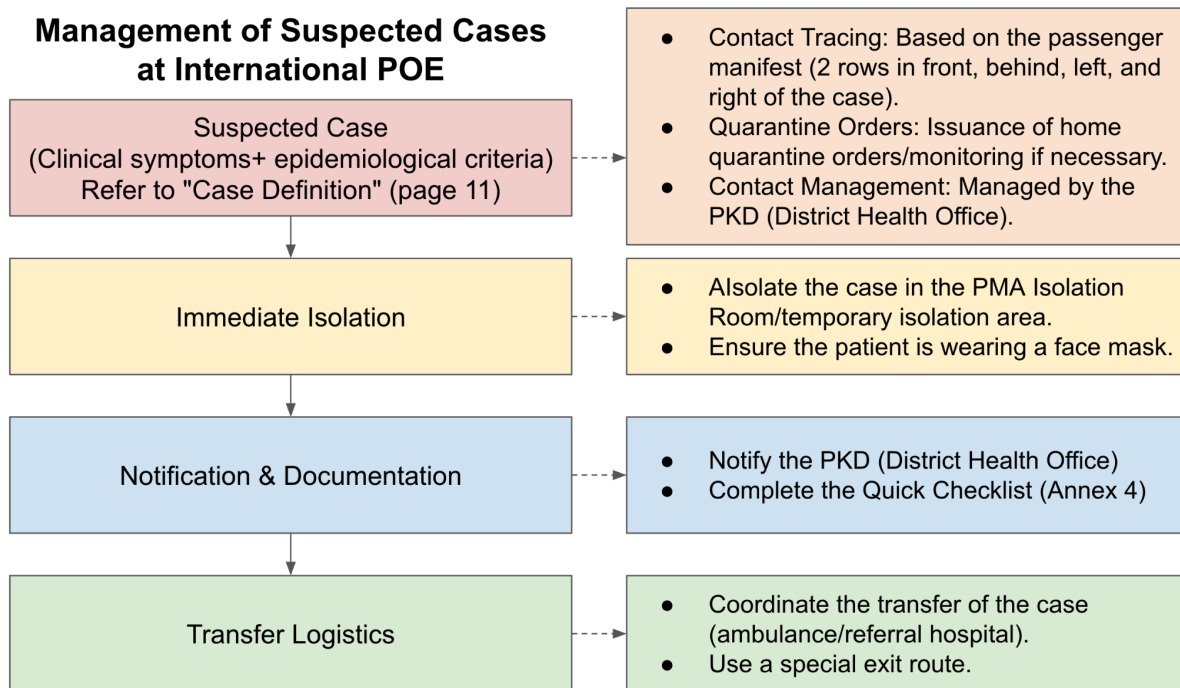 Management of Suspected Cases
at International POE
Suspected Case
(Clinical symptoms+ epidemiological criteria)
Refer to "Case Definition" (page 11)
● Contact Tracing: Based on the passenger
manifest (2 rows in front, behind, left, and
right of the case).
● Quarantine Orders: Issuance of home
quarantine orders/monitoring if necessary.
● Contact Management: Managed by the
PKD (District Health Office).
Immediate Isolation
● AIsolate the case in the PMA Isolation
Room/temporary isolation area.
● Ensure the patient is wearing a face mask.
Notification & Documentation
● Notify the PKD (District Health Office)
● Complete the Quick Checklist (Annex 4)
Transfer Logistics
● Coordinate the transfer of the case
(ambulance/referral hospital).
● Use a special exit route.